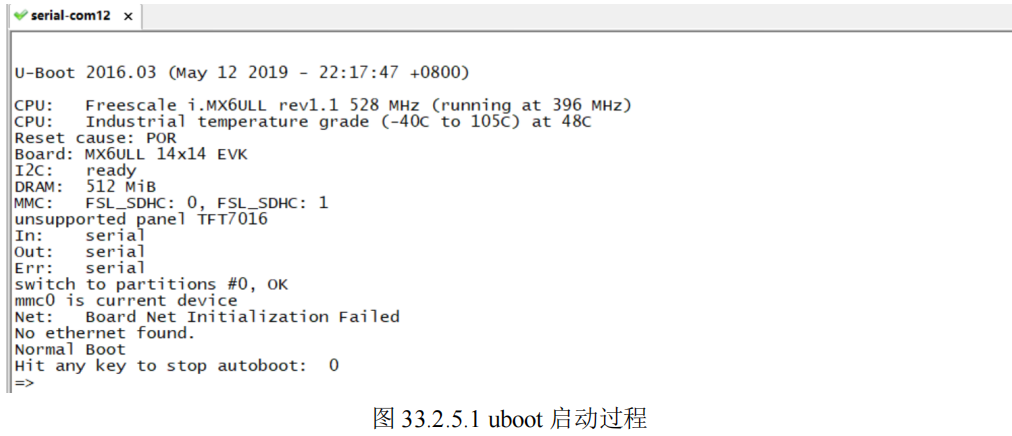 serial-com12 ×
U-Boot 2016.03 (May 12 2019 - 22:17:47 +0800)
CPU:   Freescale i.MX6ULL rev1.1 528 MHz (running at 396 MHz)
CPU:   Industrial temperature grade (-40C to 105C) at 48C
Reset cause: POR
Board: MX6ULL 14x14 EVK
I2C:   ready
DRAM:  512 MiB
MMC:   FSL_SDHC: 0, FSL_SDHC: 1
unsupported panel TFT7016
In:    serial
Out:   serial
Err:   serial
switch to partitions #0, OK
mmc0 is current device
Net:   Board Net Initialization Failed
No ethernet found.
Normal Boot
Hit any key to stop autoboot:  0
=>
图 33.2.5.1 uboot 启动过程